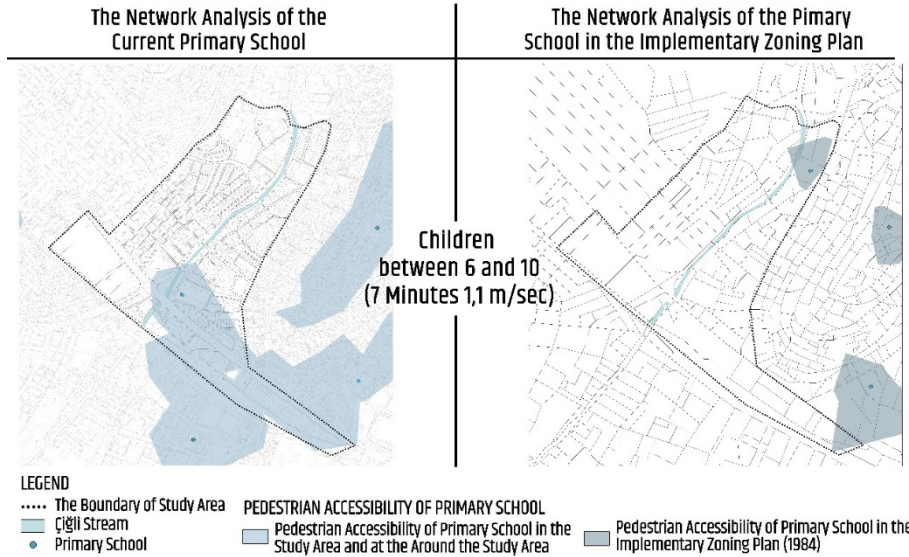 The Network Analysis of the
Current Primary School
The Network Analysis of the Pimary
School in the Implementary Zoning Plan
Children
between 6 and 10
(7 Minutes 1,1 m/sec)
LEGEND
The Boundary of Study Area
Çiğli Stream
Primary School
PEDESTRIAN ACCESSIBILITY OF PRIMARY SCHOOL
Pedestrian Accessibility of Primary School in the
Study Area and at the Around the Study Area
Pedestrian Accessibility of Primary School in the
Implementary Zoning Plan (1984)